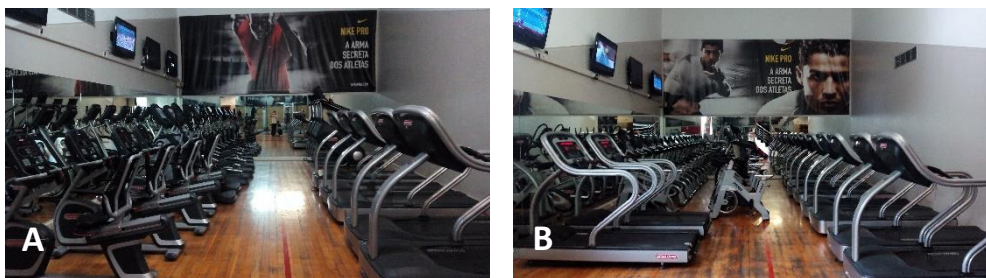 NIKE PRO
A ARMA
SECRETA
DOS ATLETAS
A
NIKE PRO
A ARMA
SECRETA
DOS ATLETAS
B